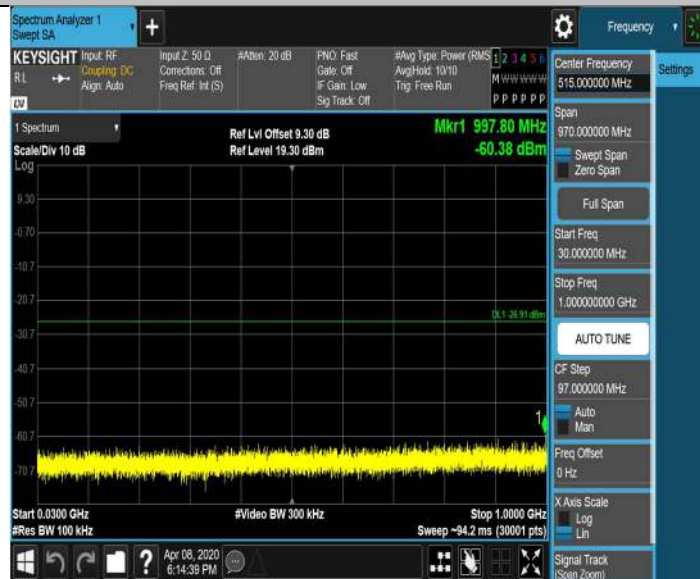 Spectrum Analyzer 1
Swept SA
+
Frequency
KEYSIGHT
RL
Input: RF
Coupling: DC
Align: Auto
Input Z: 50 Ω
Corrections: Off
Freq Ref: Int (S)
#Atten: 20 dB
PNO: Fast
Gate: Off
IF Gain: Low
Sig Track: Off
#Avg Type: Power (RMS
Avg|Hold: 10/10
Trig: Free Run
1 2 3 4 5 6
M W W W W W
P P P P P P
1 Spectrum
Scale/Div 10 dB
Log
Ref Lvl Offset 9.30 dB
Ref Level 19.30 dBm
Mkr1 997.80 MHz
-60.38 dBm
9.30
-0.70
-10.7
-20.7
-30.7
-40.7
-50.7
-60.7
-70.7
DL1 -26.91 dBm
1
Start 0.0300 GHz
#Res BW 100 kHz
#Video BW 300 kHz
Stop 1.0000 GHz
Sweep ~94.2 ms (30001 pts)
?
Apr 08, 2020
6:14:39 PM
Center Frequency
515.000000 MHz
Settings
Span
970.000000 MHz
Swept Span
Zero Span
Full Span
Start Freq
30.000000 MHz
Stop Freq
1.000000000 GHz
AUTO TUNE
CF Step
97.000000 MHz
Auto
Man
Freq Offset
0 Hz
X Axis Scale
Log
Lin
Signal Track
(Span Zoom)